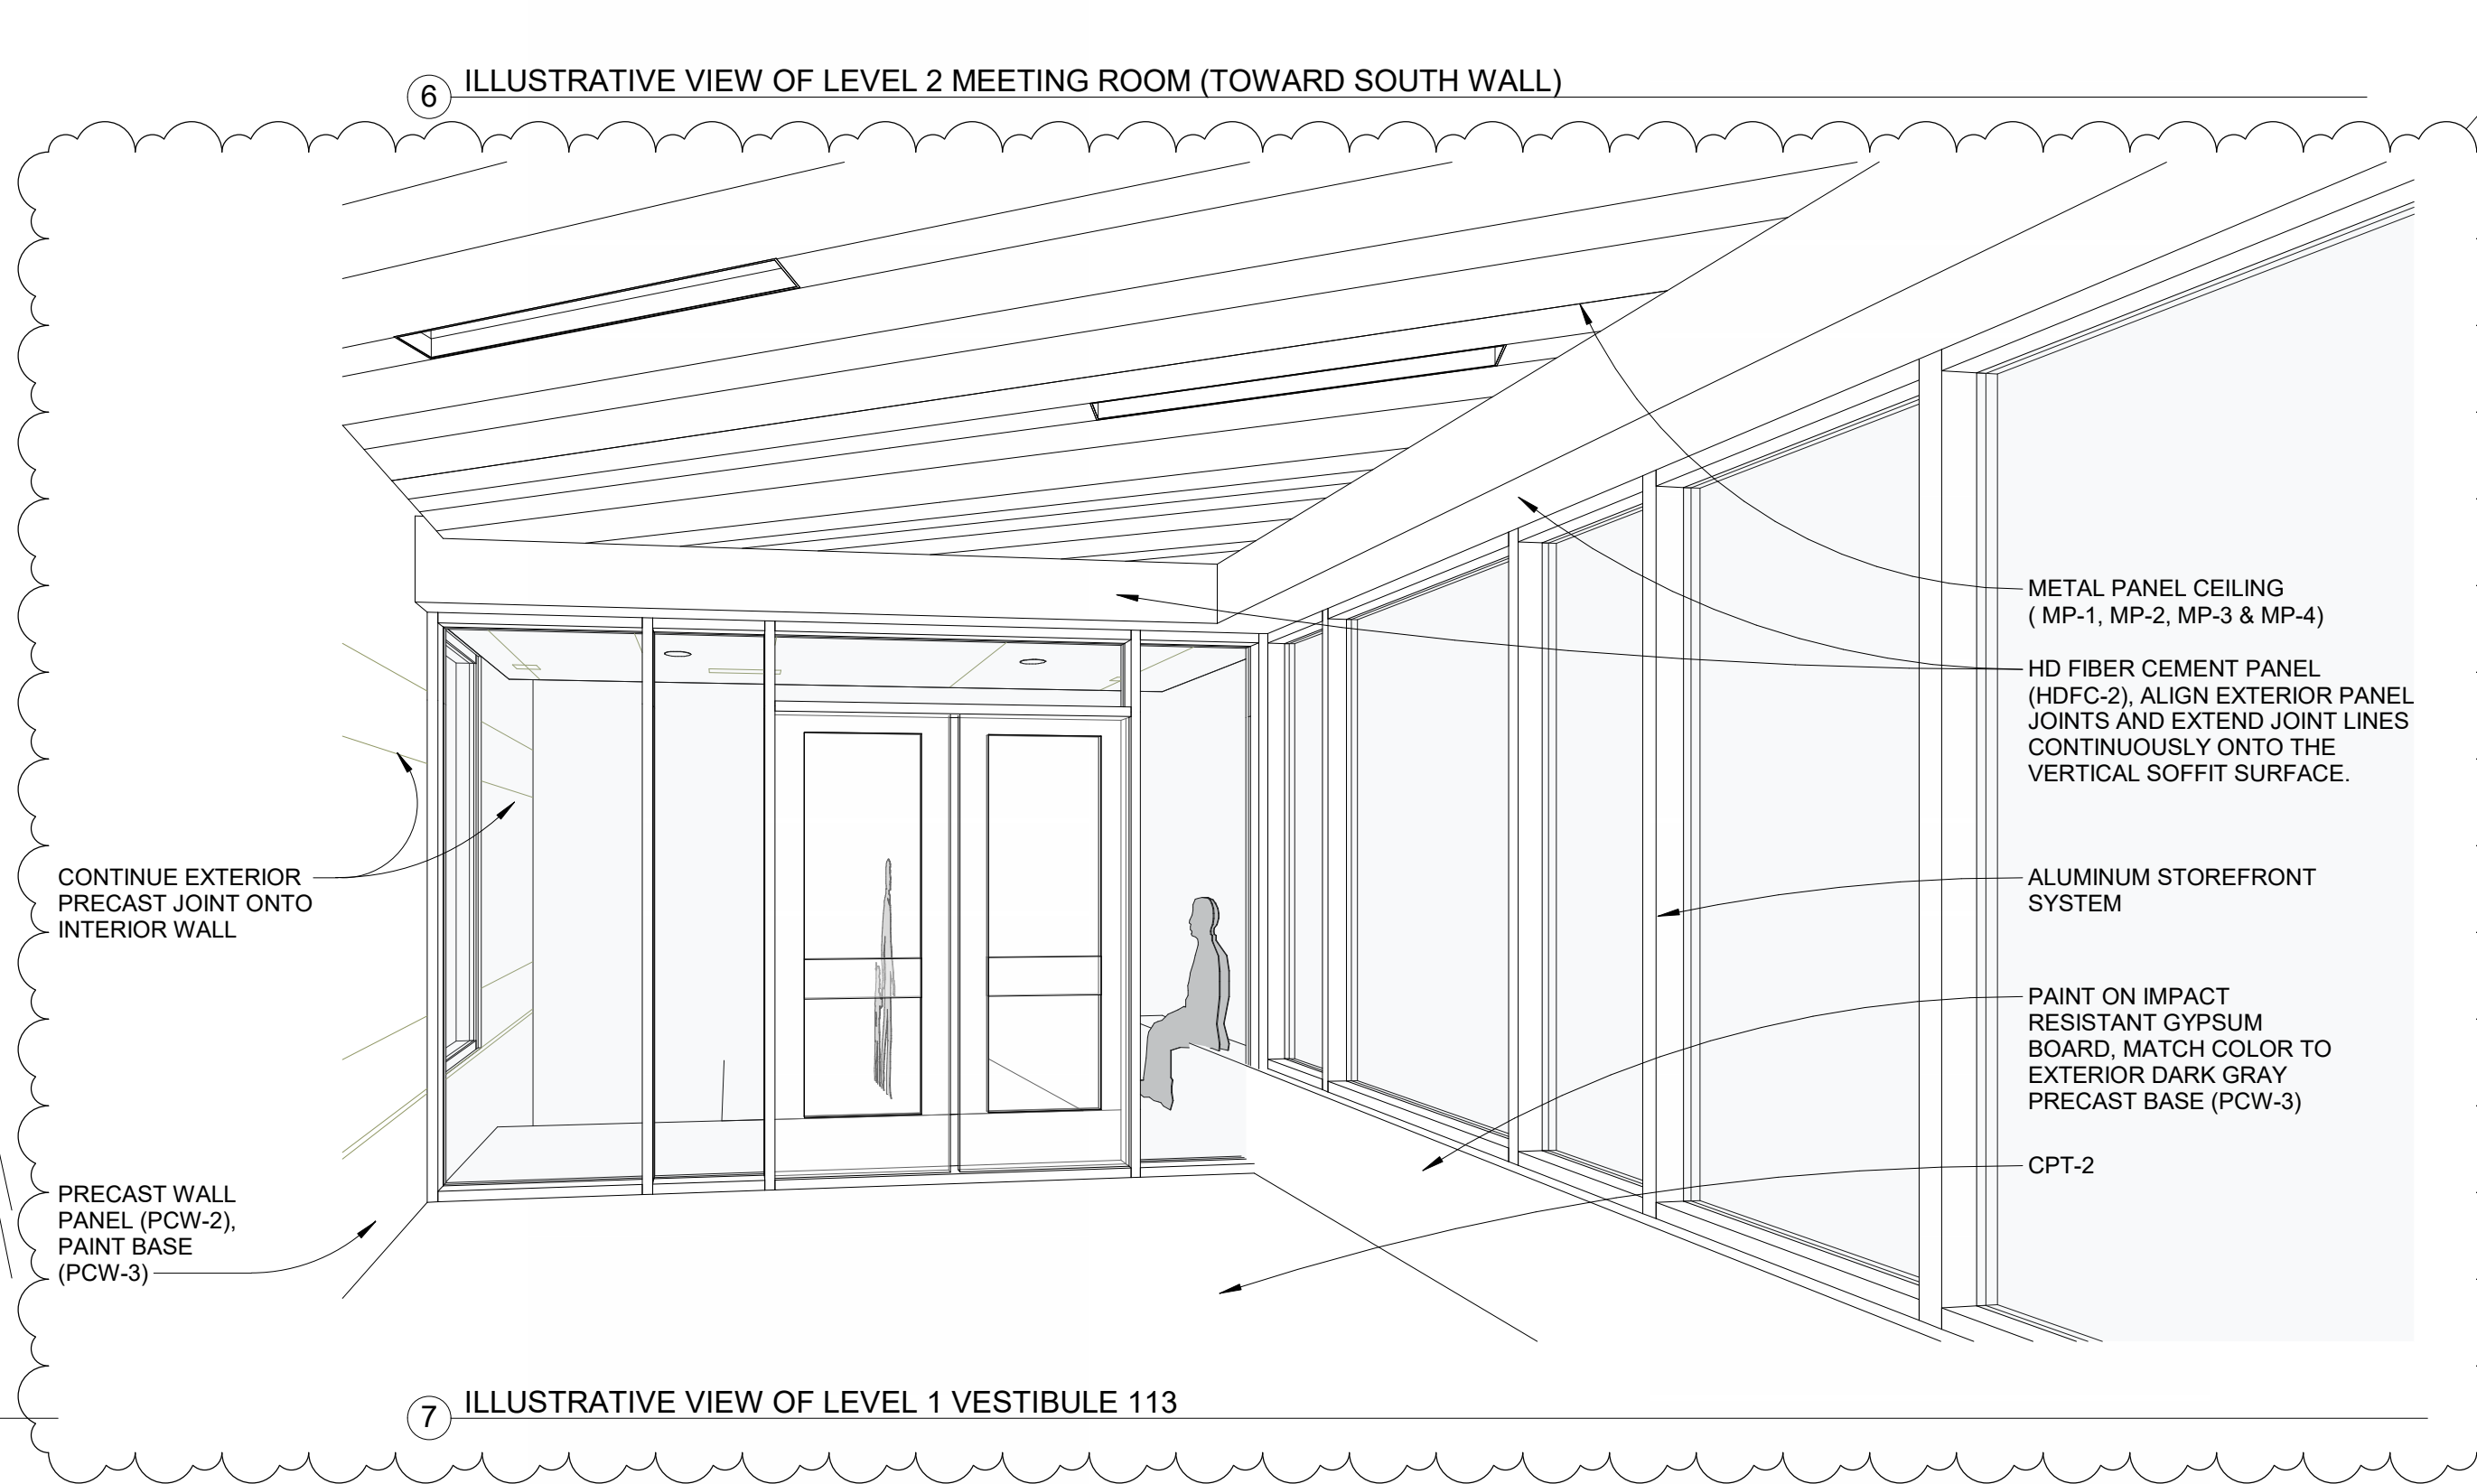 6 ILLUSTRATIVE VIEW OF LEVEL 2 MEETING ROOM (TOWARD SOUTH WALL)
METAL PANEL CEILING
( MP-1, MP-2, MP-3 & MP-4)
HD FIBER CEMENT PANEL
(HDFC-2), ALIGN EXTERIOR PANEL
JOINTS AND EXTEND JOINT LINES
CONTINUOUSLY ONTO THE
VERTICAL SOFFIT SURFACE.
CONTINUE EXTERIOR
PRECAST JOINT ONTO
INTERIOR WALL
ALUMINUM STOREFRONT
SYSTEM
PAINT ON IMPACT
RESISTANT GYPSUM
BOARD, MATCH COLOR TO
EXTERIOR DARK GRAY
PRECAST BASE (PCW-3)
CPT-2
PRECAST WALL
PANEL (PCW-2),
PAINT BASE
(PCW-3)
7 ILLUSTRATIVE VIEW OF LEVEL 1 VESTIBULE 113